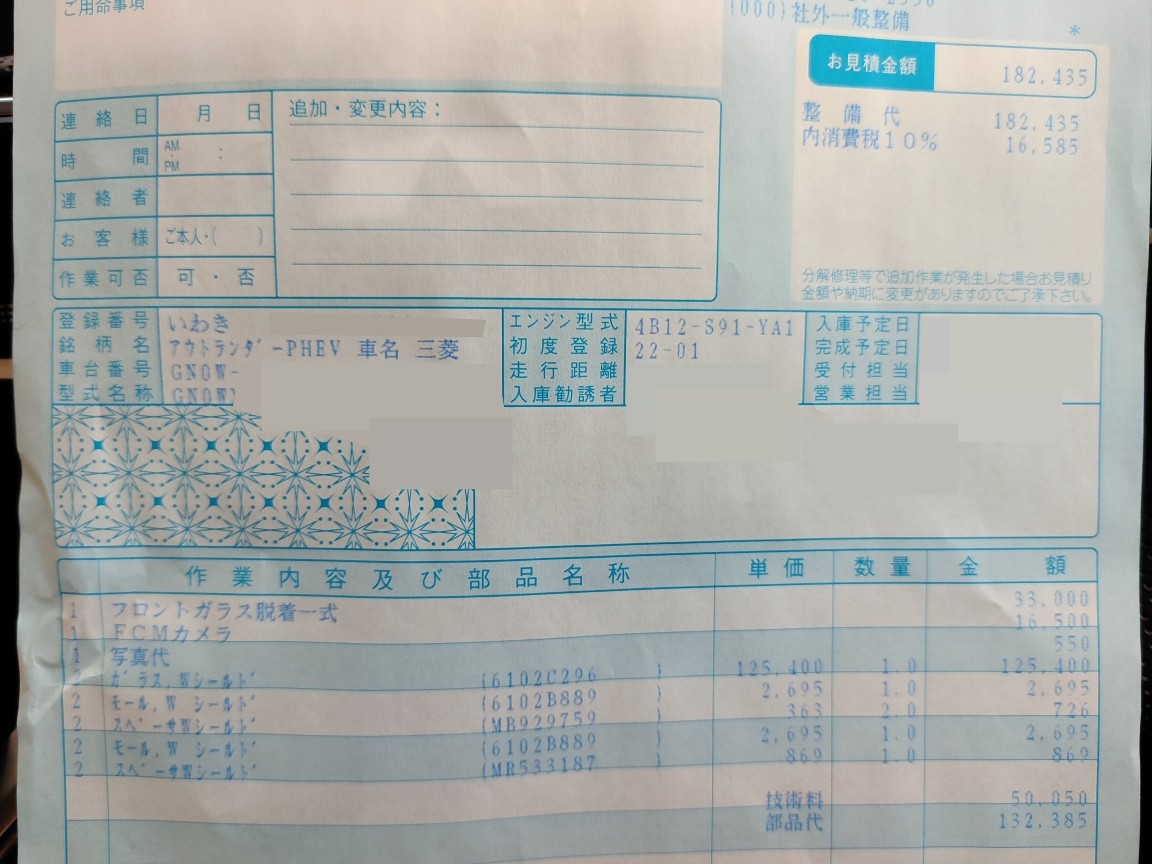 ご用命事項
(000)社外一般整備
*
お見積金額 182,435
整備代 182,435
内消費税10% 16,585
分解修理等で追加作業が発生した場合お見積り
金額や納期に変更がありますのでご了承下さい。
連絡日 月 日
追加・変更内容：
時間 AM・PM ：
連絡者
お客様 ご本人・( )
作業可否 可・否
登録番号 いわき
銘柄名 アウトランダーPHEV 車名 三菱
車台番号 GN0W-
型式名称 GN0W
エンジン型式 4B12-S91-YA1
初度登録 22-01
走行距離
入庫勧誘者
入庫予定日
完成予定日
受付担当
営業担当
作業内容及び部品名称 単価 数量 金額
1 フロントガラス脱着一式 33,000
1 FCMカメラ 16,500
1 写真代 550
2 ガラス,Wシールド (6102C296 ) 125,400 1.0 125,400
2 モール,W シールド (6102B889 ) 2,695 1.0 2,695
2 スペーサWシールド (MB929759 ) 363 2.0 726
2 モール,W シールド (6102B889 ) 2,695 1.0 2,695
2 スペーサWシールド (MR533187 ) 869 1.0 869
技術料 50,050
部品代 132,385